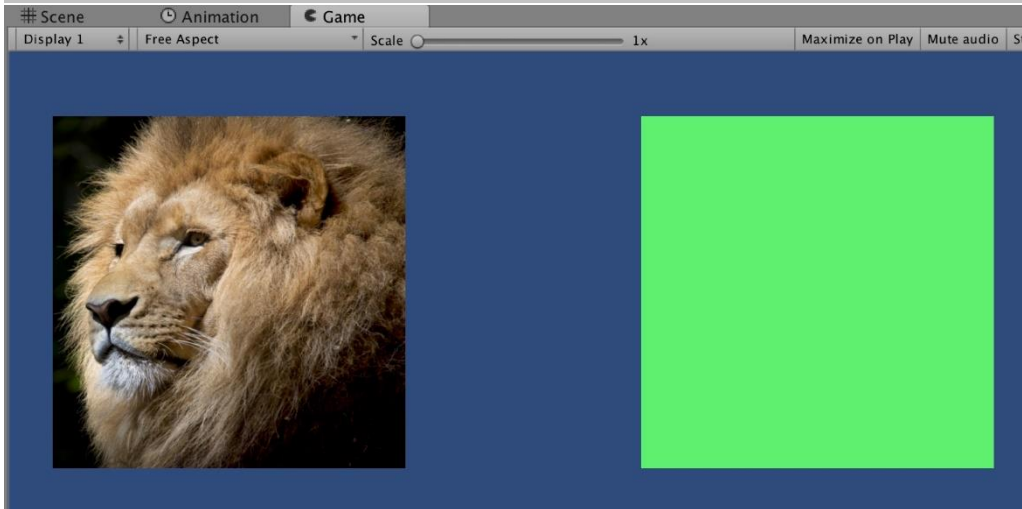 Scene Animation Game
Display 1 Free Aspect Scale 1x Maximize on Play Mute audio